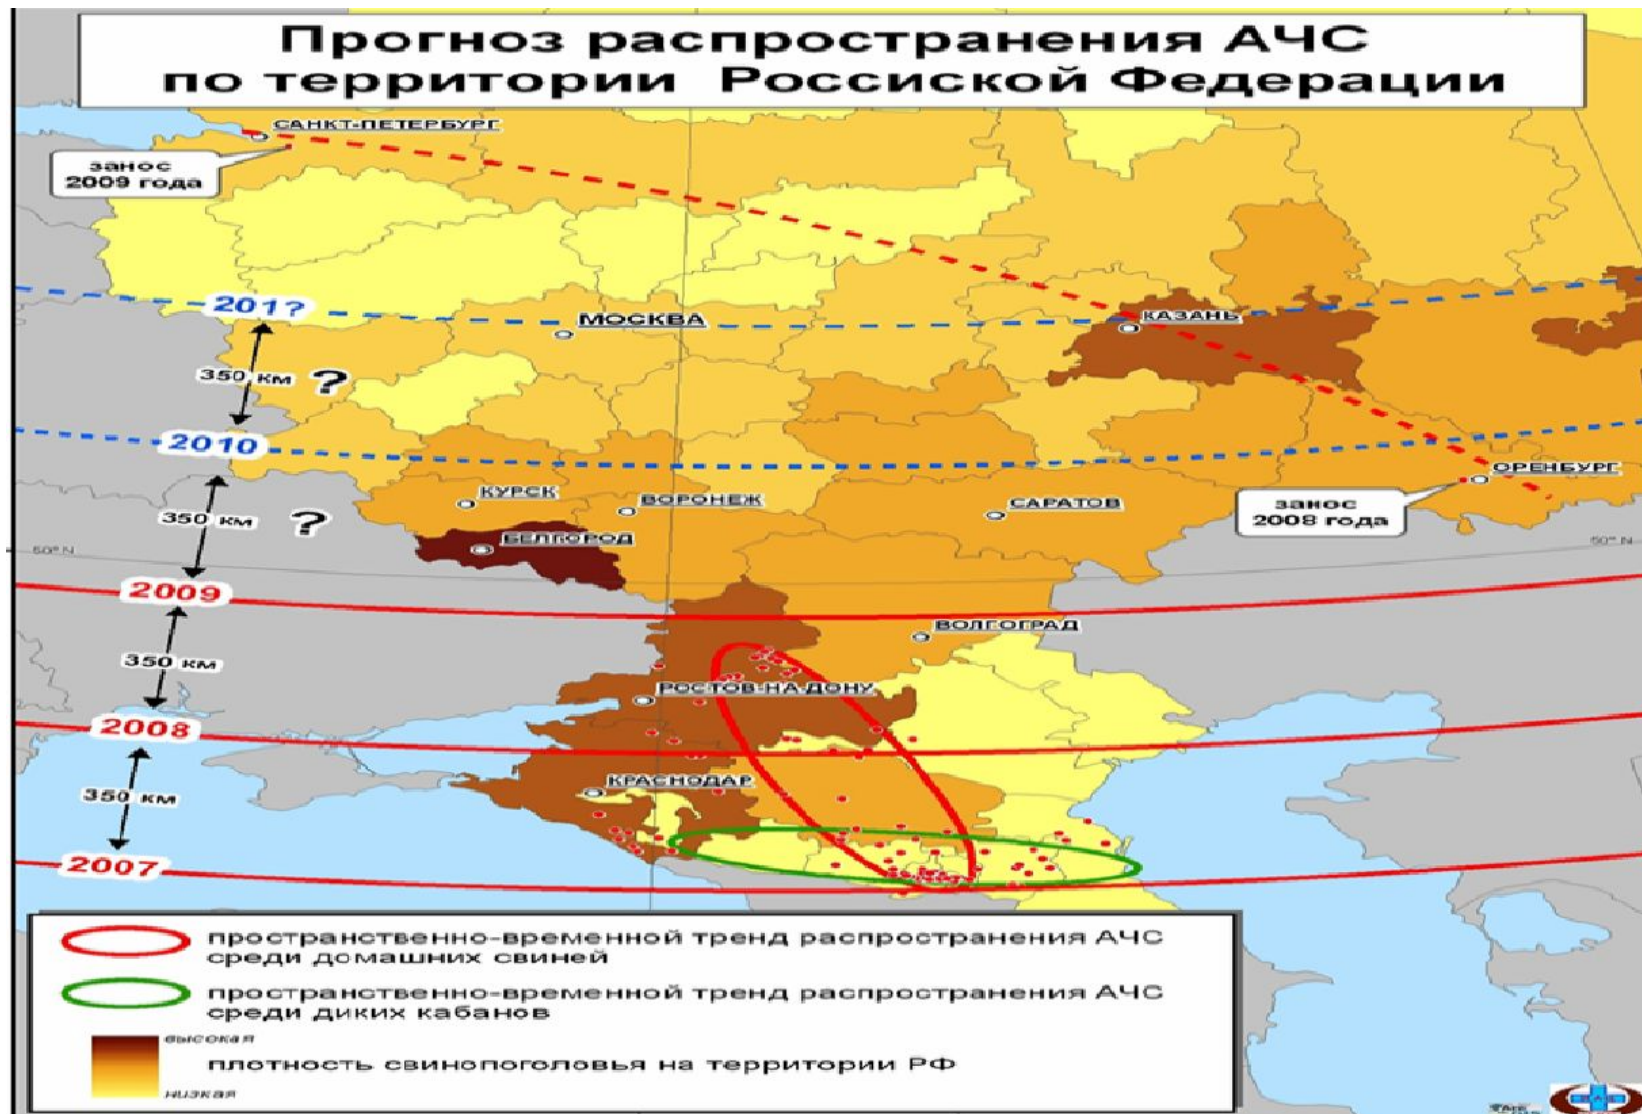 Прогноз распространения АЧС
по территории Россиской Федерации
САНКТ-ПЕТЕРБУРГ
занос
2009 года
201?
МОСКВА
КАЗАНЬ
350 км
?
2010
ОРЕНБУРГ
КУРСК
ВОРОНЕЖ
САРАТОВ
занос
2008 года
350 км
?
БЕЛГОРОД
50° N
50° N
2009
ВОЛГОГРАД
350 км
РОСТОВ-НА-ДОНУ
2008
КРАСНОДАР
350 км
2007
пространственно-временной тренд распространения АЧС
среди домашних свиней
пространственно-временной тренд распространения АЧС
среди диких кабанов
высокая
плотность свинопоголовья на территории РФ
низкая